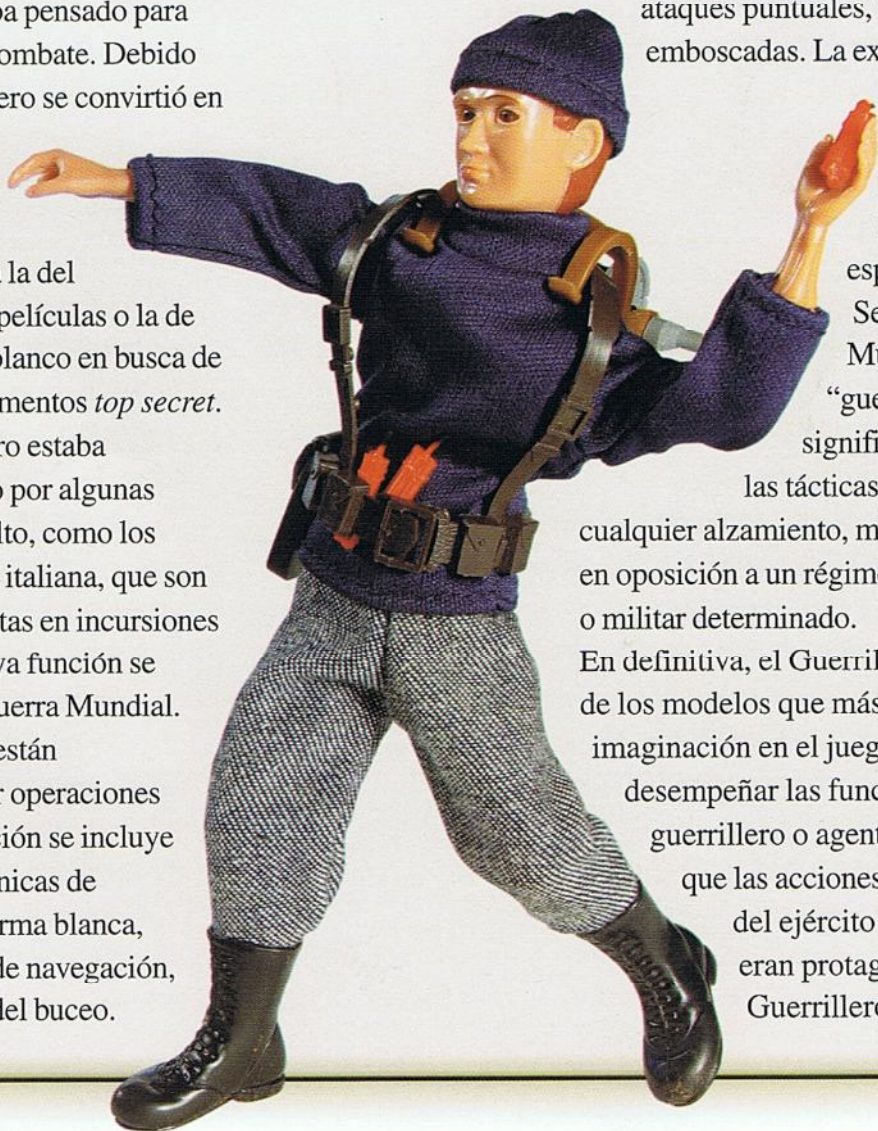 ba pensado para
ombate. Debido
ero se convirtió en
a la del
películas o la de
blanco en busca de
mentos top secret.
ro estaba
o por algunas
lto, como los
italiana, que son
tas en incursiones
va función se
uerra Mundial.
están
r operaciones
ión se incluye
nicas de
rma blanca,
de navegación,
del buceo.
ataques puntuales,
emboscadas. La ex
esp
Se
Mu
“gue
signifi
las tácticas
cualquier alzamiento, m
en oposición a un régime
o militar determinado.
En definitiva, el Guerril
de los modelos que más
imaginación en el jueg
desempeñar las func
guerrillero o agent
que las acciones
del ejército
eran protag
Guerrillero